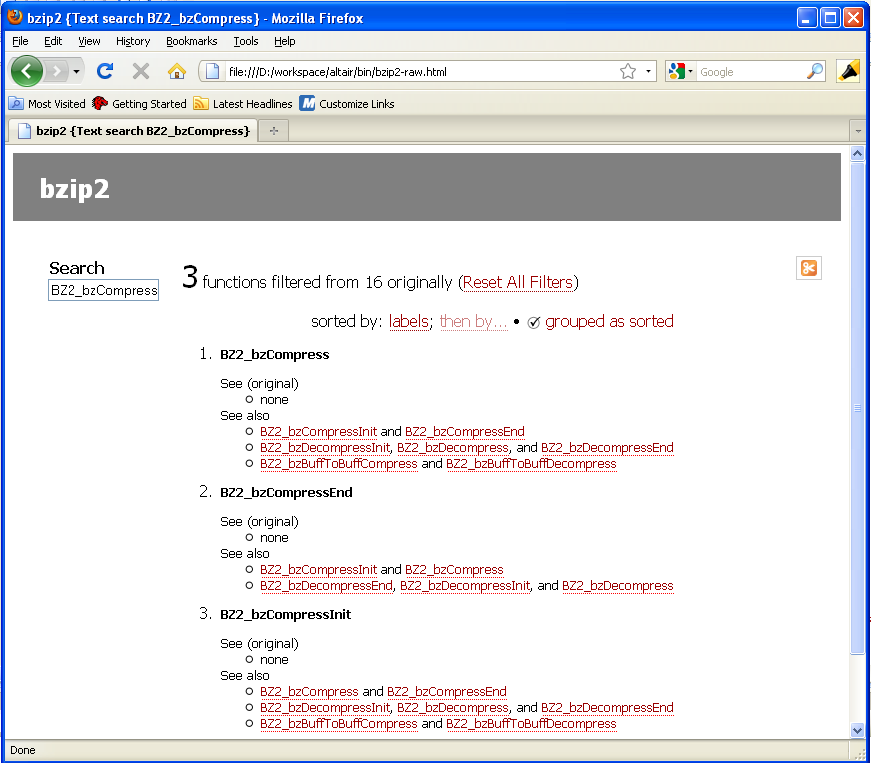 bzip2 {Text search BZ2_bzCompress} - Mozilla Firefox
File Edit View History Bookmarks Tools Help
file:///D:/workspace/altair/bin/bzip2-raw.html Google
Most Visited Getting Started Latest Headlines Customize Links
bzip2 {Text search BZ2_bzCompress}
bzip2
Search
BZ2_bzCompress
3 functions filtered from 16 originally (Reset All Filters)
sorted by: labels; then by... • grouped as sorted
1. BZ2_bzCompress
See (original)
none
See also
BZ2_bzCompressInit and BZ2_bzCompressEnd
BZ2_bzDecompressInit, BZ2_bzDecompress, and BZ2_bzDecompressEnd
BZ2_bzBuffToBuffCompress and BZ2_bzBuffToBuffDecompress
2. BZ2_bzCompressEnd
See (original)
none
See also
BZ2_bzCompressInit and BZ2_bzCompress
BZ2_bzDecompressEnd, BZ2_bzDecompressInit, and BZ2_bzDecompress
3. BZ2_bzCompressInit
See (original)
none
See also
BZ2_bzCompress and BZ2_bzCompressEnd
BZ2_bzDecompressInit, BZ2_bzDecompress, and BZ2_bzDecompressEnd
BZ2_bzBuffToBuffCompress and BZ2_bzBuffToBuffDecompress
Done